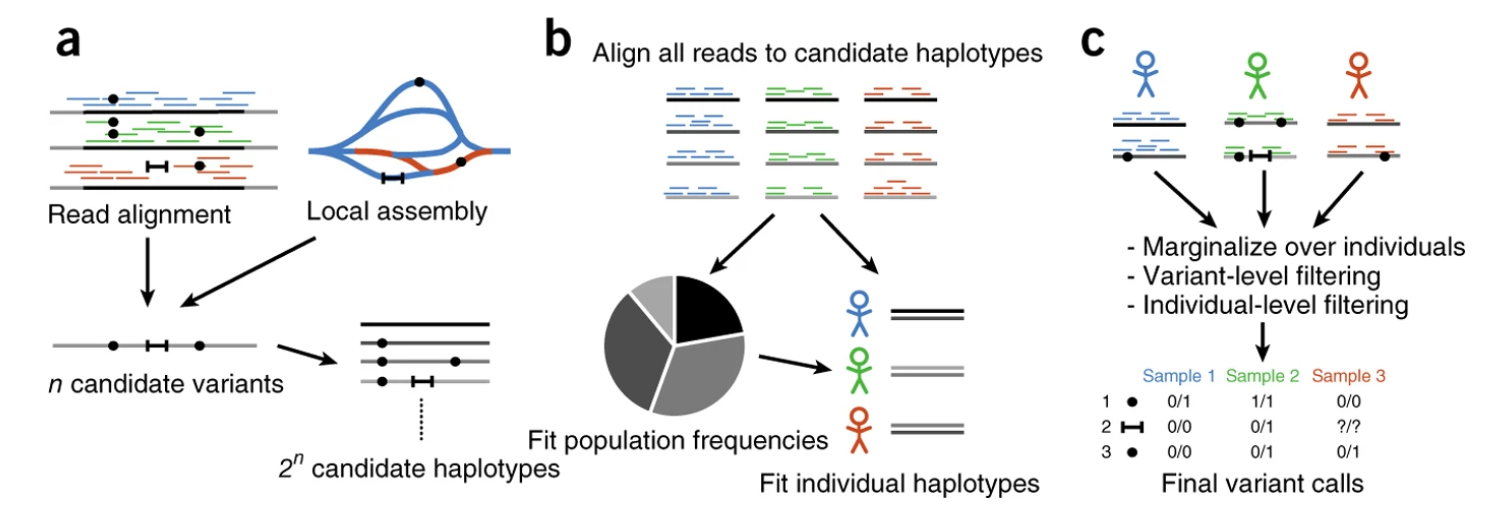 a
Read alignment
Local assembly
n candidate variants
2ⁿ candidate haplotypes
b
Align all reads to candidate haplotypes
Fit population frequencies
Fit individual haplotypes
c
- Marginalize over individuals
- Variant-level filtering
- Individual-level filtering
Sample 1 Sample 2 Sample 3
1 0/1 1/1 0/0
2 0/0 0/1 ?/?
3 0/0 0/1 0/1
Final variant calls